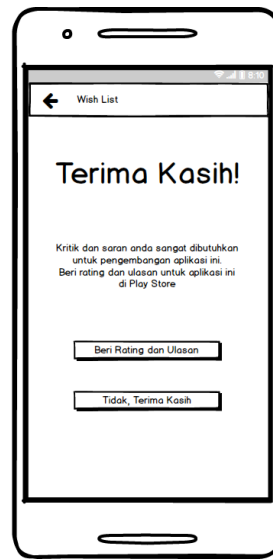 8:10
Wish List
Terima Kasih!
Kritik dan saran anda sangat dibutuhkan
untuk pengembangan aplikasi ini.
Beri rating dan ulasan untuk aplikasi ini
di Play Store
Beri Rating dan Ulasan
Tidak, Terima Kasih